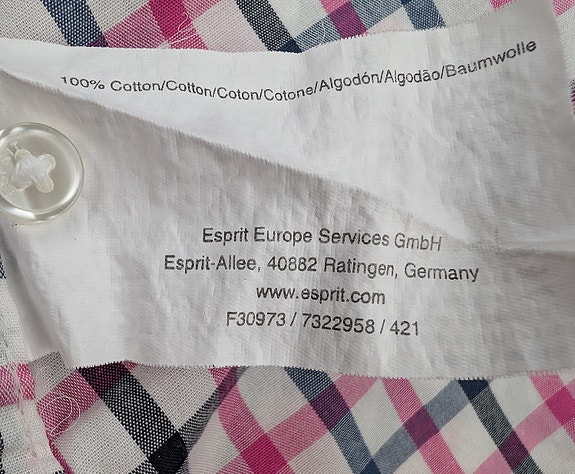 100% Cotton/Cotton/Coton/Cotone/Algodón/Algodão/Baumwolle
Esprit Europe Services GmbH
Esprit-Allee, 40882 Ratingen, Germany
www.esprit.com
F30973 / 7322958 / 421